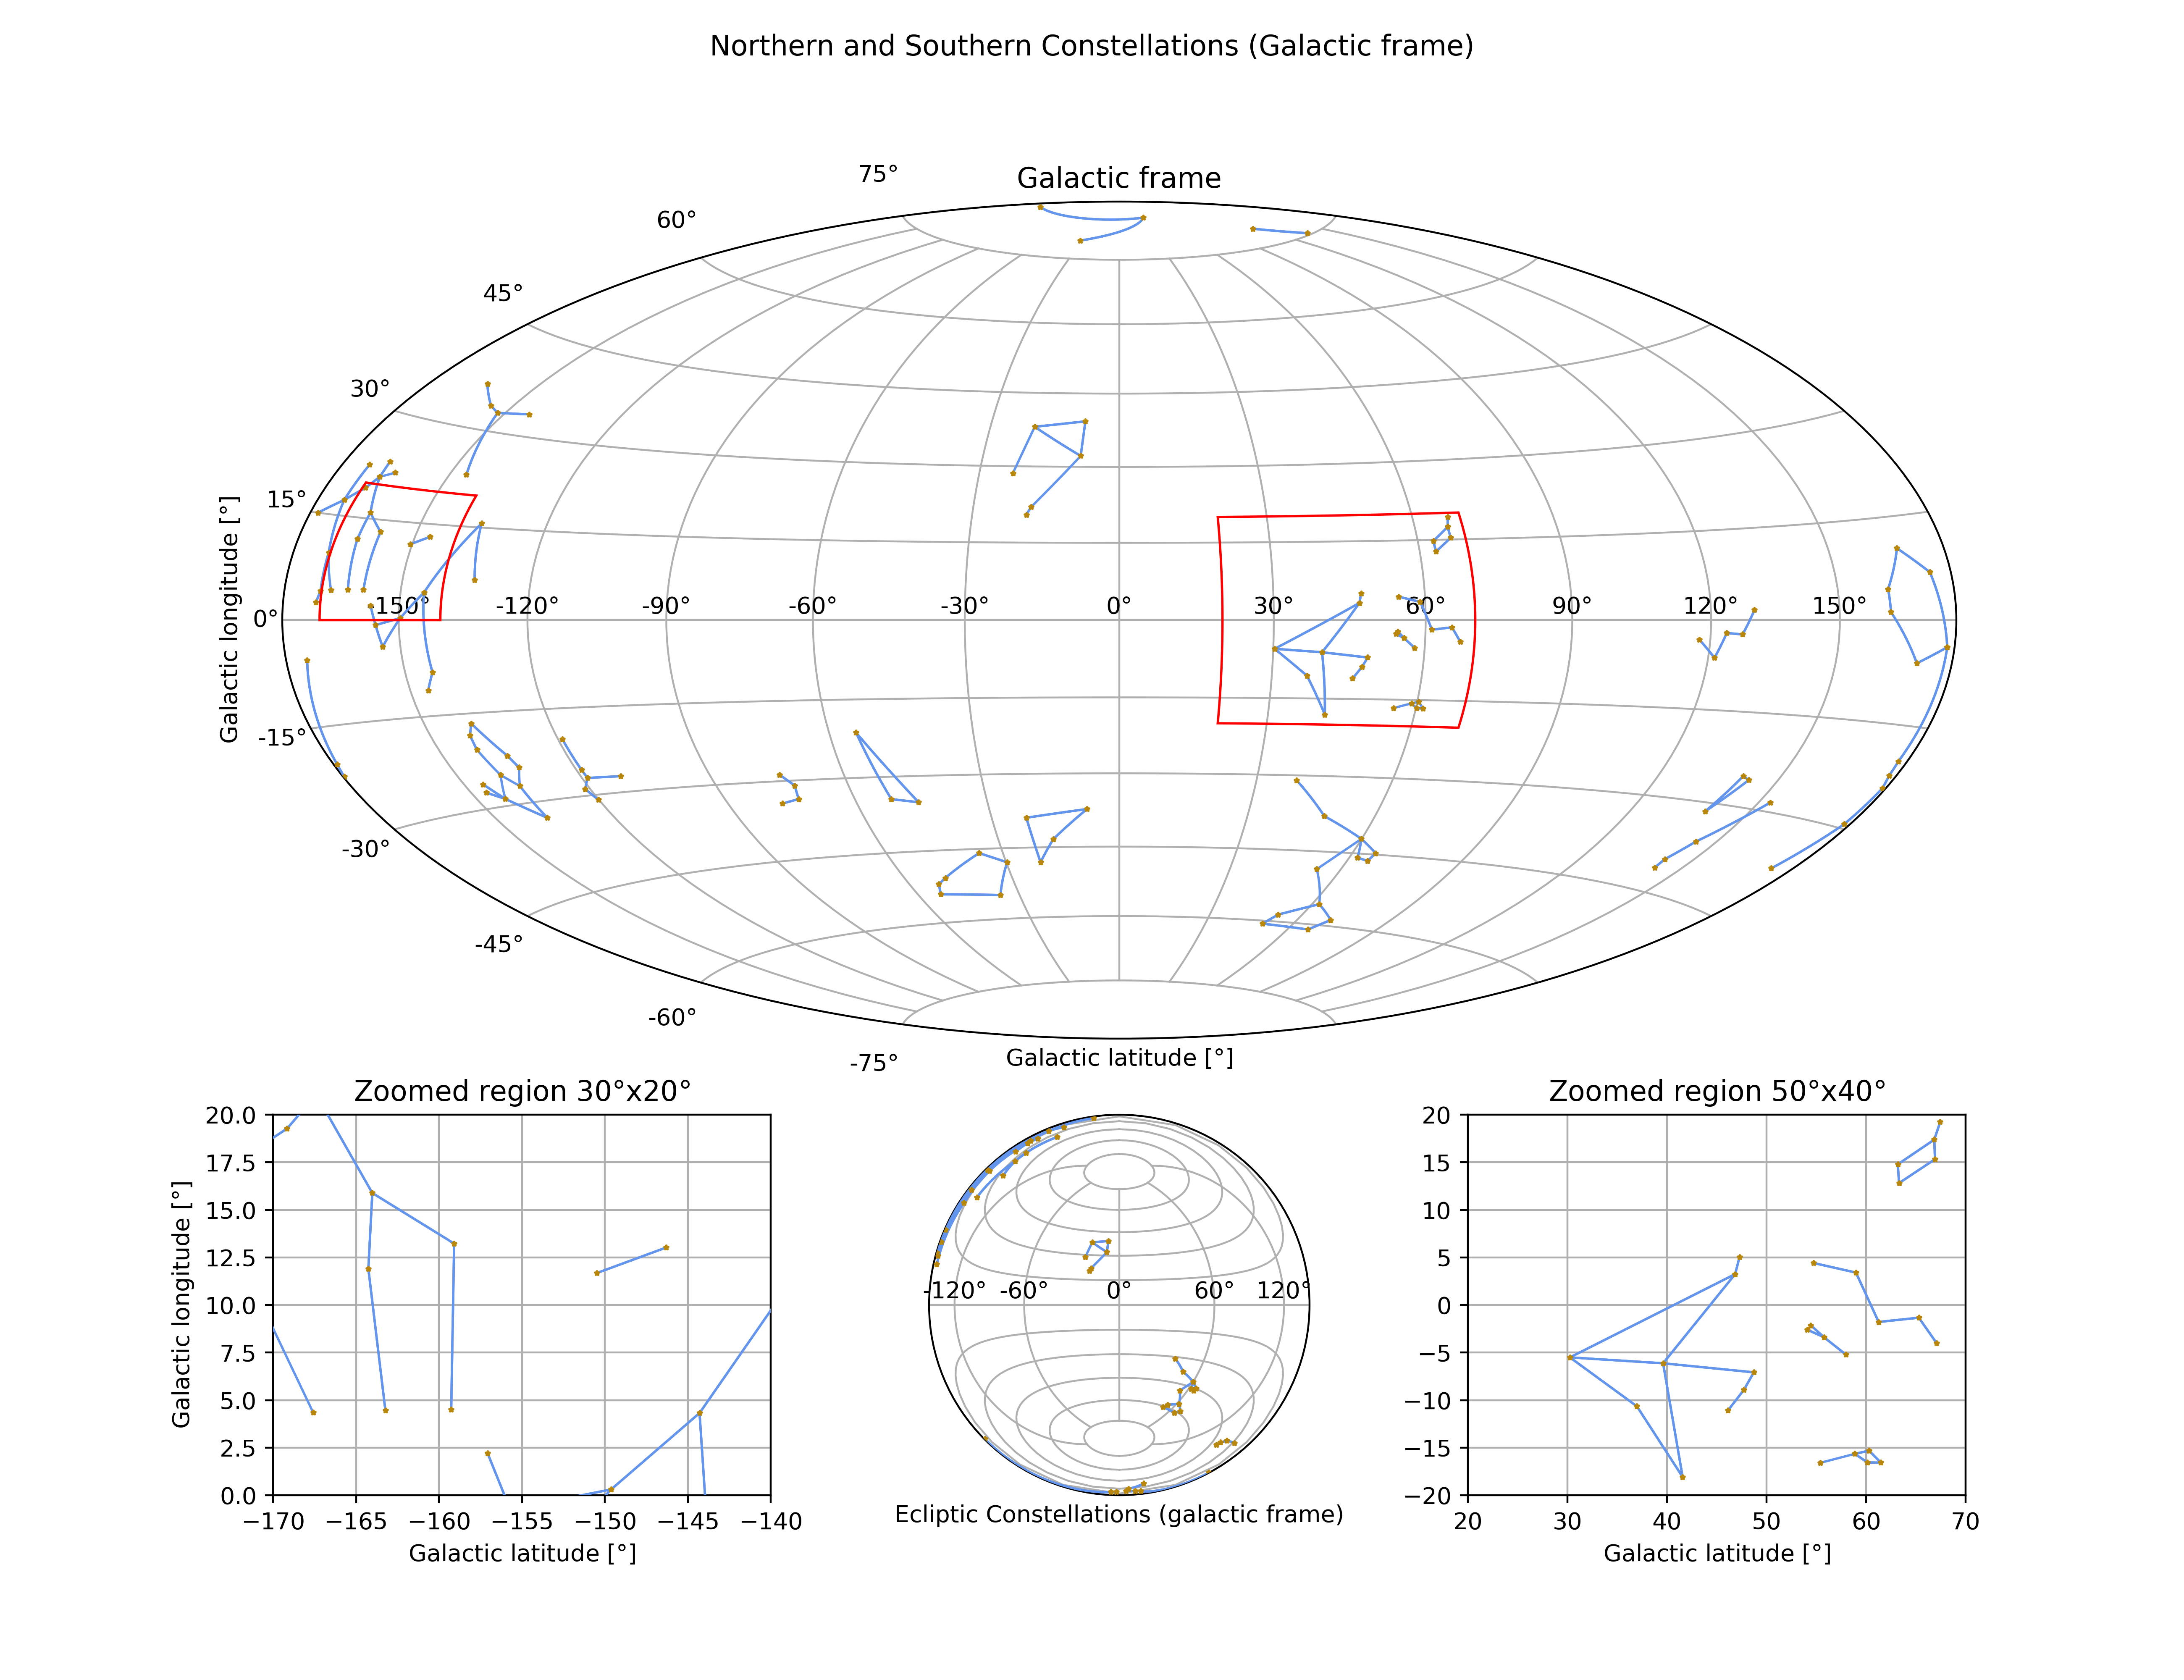 Northern and Southern Constellations (Galactic frame)
Galactic frame
75°
60°
45°
30°
15°
0°
-15°
-30°
-45°
-60°
-75°
Galactic longitude [°]
-150° -120° -90° -60° -30° 0° 30° 60° 90° 120° 150°
Galactic latitude [°]
Zoomed region 30°x20°
20.0
17.5
15.0
12.5
10.0
7.5
5.0
2.5
0.0
Galactic longitude [°]
−170 −165 −160 −155 −150 −145 −140
Galactic latitude [°]
-120° -60° 0° 60° 120°
Ecliptic Constellations (galactic frame)
Zoomed region 50°x40°
20
15
10
5
0
−5
−10
−15
−20
20 30 40 50 60 70
Galactic latitude [°]